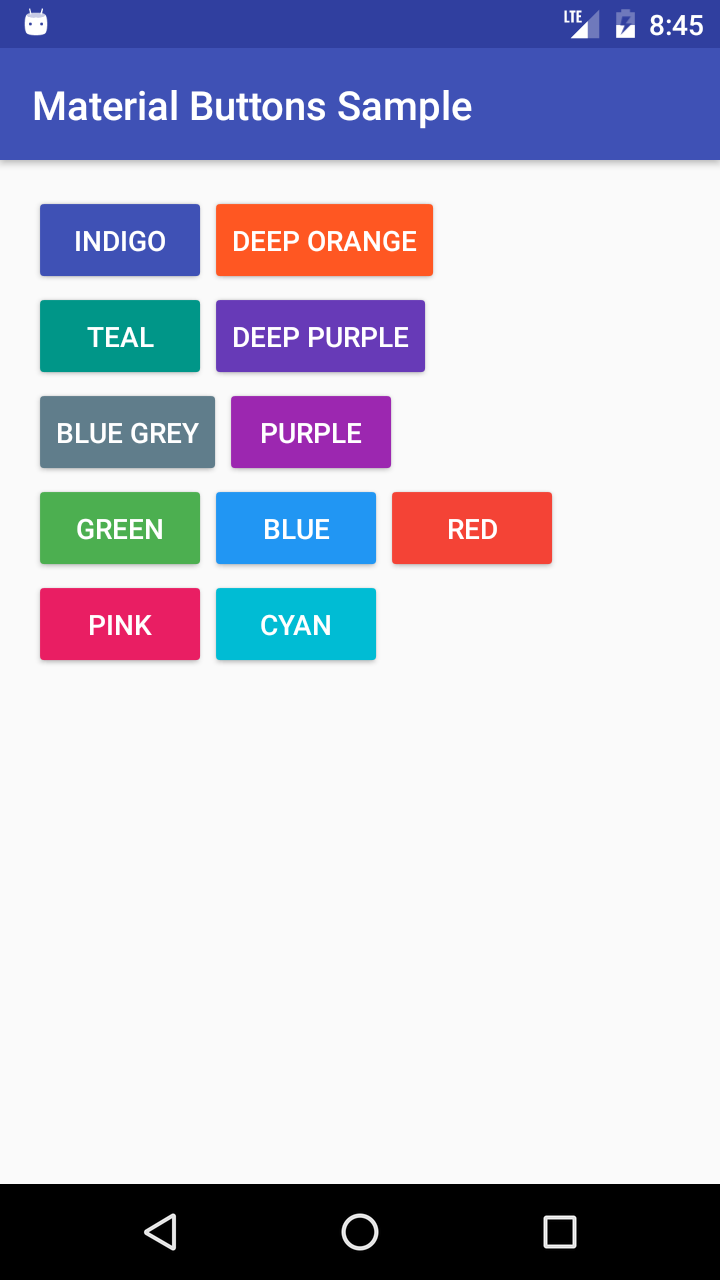 LTE 8:45
Material Buttons Sample
INDIGO DEEP ORANGE
TEAL DEEP PURPLE
BLUE GREY PURPLE
GREEN BLUE RED
PINK CYAN